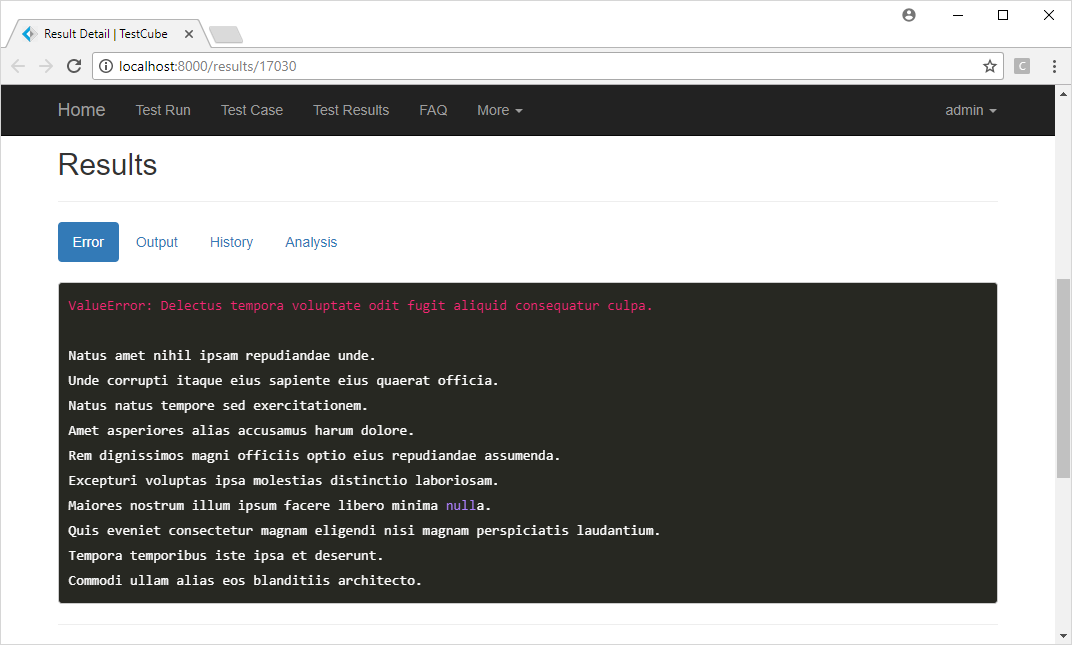 Result Detail | TestCube
localhost:8000/results/17030
C
Home Test Run Test Case Test Results FAQ More admin
Results
Error Output History Analysis
ValueError: Delectus tempora voluptate odit fugit aliquid consequatur culpa.
Natus amet nihil ipsam repudiandae unde.
Unde corrupti itaque eius sapiente eius quaerat officia.
Natus natus tempore sed exercitationem.
Amet asperiores alias accusamus harum dolore.
Rem dignissimos magni officiis optio eius repudiandae assumenda.
Excepturi voluptas ipsa molestias distinctio laboriosam.
Maiores nostrum illum ipsum facere libero minima nulla.
Quis eveniet consectetur magnam eligendi nisi magnam perspiciatis laudantium.
Tempora temporibus iste ipsa et deserunt.
Commodi ullam alias eos blanditiis architecto.